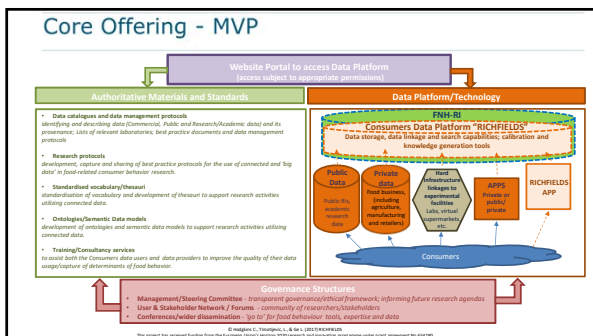 Core Offering - MVP
Website Portal to access Data Platform
(access subject to appropriate permissions)
Authoritative Materials and Standards
• Data catalogues and data management protocols
identifying and describing data (Commercial, Public and Research/Academic data) and its
provenance; Lists of relevant laboratories; best practice documents and data management
protocols
• Research protocols
development, capture and sharing of best practice protocols for the use of connected and 'big
data' in food-related consumer behavior research.
• Standardised vocabulary/thesauri
standardisation of vocabulary and development of thesauri to support research activities
utilising connected data.
• Ontologies/Semantic Data models
development of ontologies and semantic data models to support research activities utilising
connected data.
• Training/Consultancy services
to assist both the Consumers data users and data providers to improve the quality of their data
usage/capture of determinants of food behavior.
Data Platform/Technology
FNH-RI
Consumers Data Platform "RICHFIELDS"
Data storage, data linkage and search capabilities; calibration and
knowledge generation tools
Public
Data
Public RIs,
academic
research
data
Private
data
Food business,
(including
agriculture,
manufacturing
and retailers)
Hard
infrastructure
linkages to
experimental
facilities
Labs, virtual
supermarkets
etc.
APPS
Private or
public/
private
RICHFIELDS
APP
Consumers
Governance Structures
• Management/Steering Committee - transparent governance/ethical framework; informing future research agendas
• User & Stakeholder Network / Forums - community of researchers/stakeholders
• Conferences/wider dissemination - 'go to' for food behaviour tools, expertise and data
© Hodgkins C., Timotijevic, L., & Ge L. (2017) RICHFIELDS